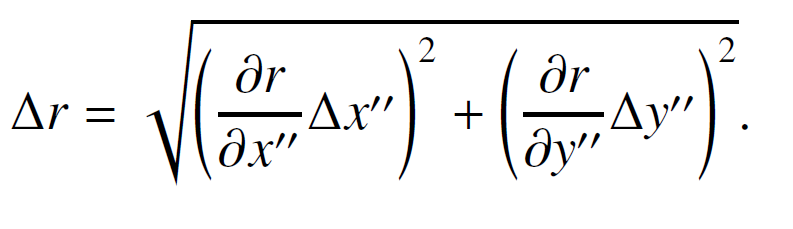 Δr = √((∂r/∂x″ Δx″)² + (∂r/∂y″ Δy″)²).